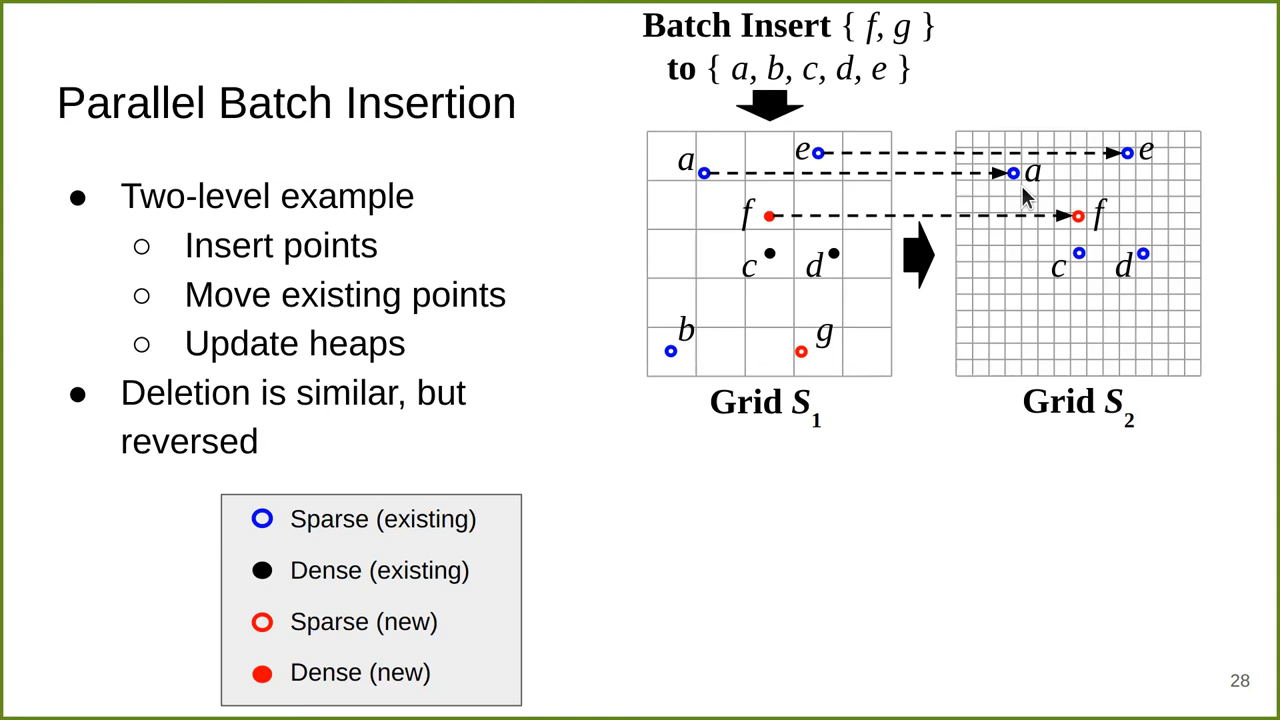 Batch Insert { f, g }
to { a, b, c, d, e }
Parallel Batch Insertion
● Two-level example
○ Insert points
○ Move existing points
○ Update heaps
● Deletion is similar, but
reversed
a e
f
c d
b g
Grid S1
e
a
f
c d
Grid S2
Sparse (existing)
Dense (existing)
Sparse (new)
Dense (new)
28